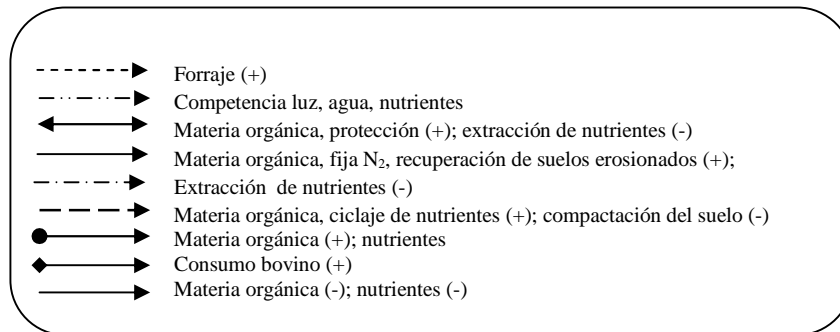 Forraje (+)
Competencia luz, agua, nutrientes
Materia orgánica, protección (+); extracción de nutrientes (-)
Materia orgánica, fija N₂, recuperación de suelos erosionados (+);
Extracción de nutrientes (-)
Materia orgánica, ciclaje de nutrientes (+); compactación del suelo (-)
Materia orgánica (+); nutrientes
Consumo bovino (+)
Materia orgánica (-); nutrientes (-)